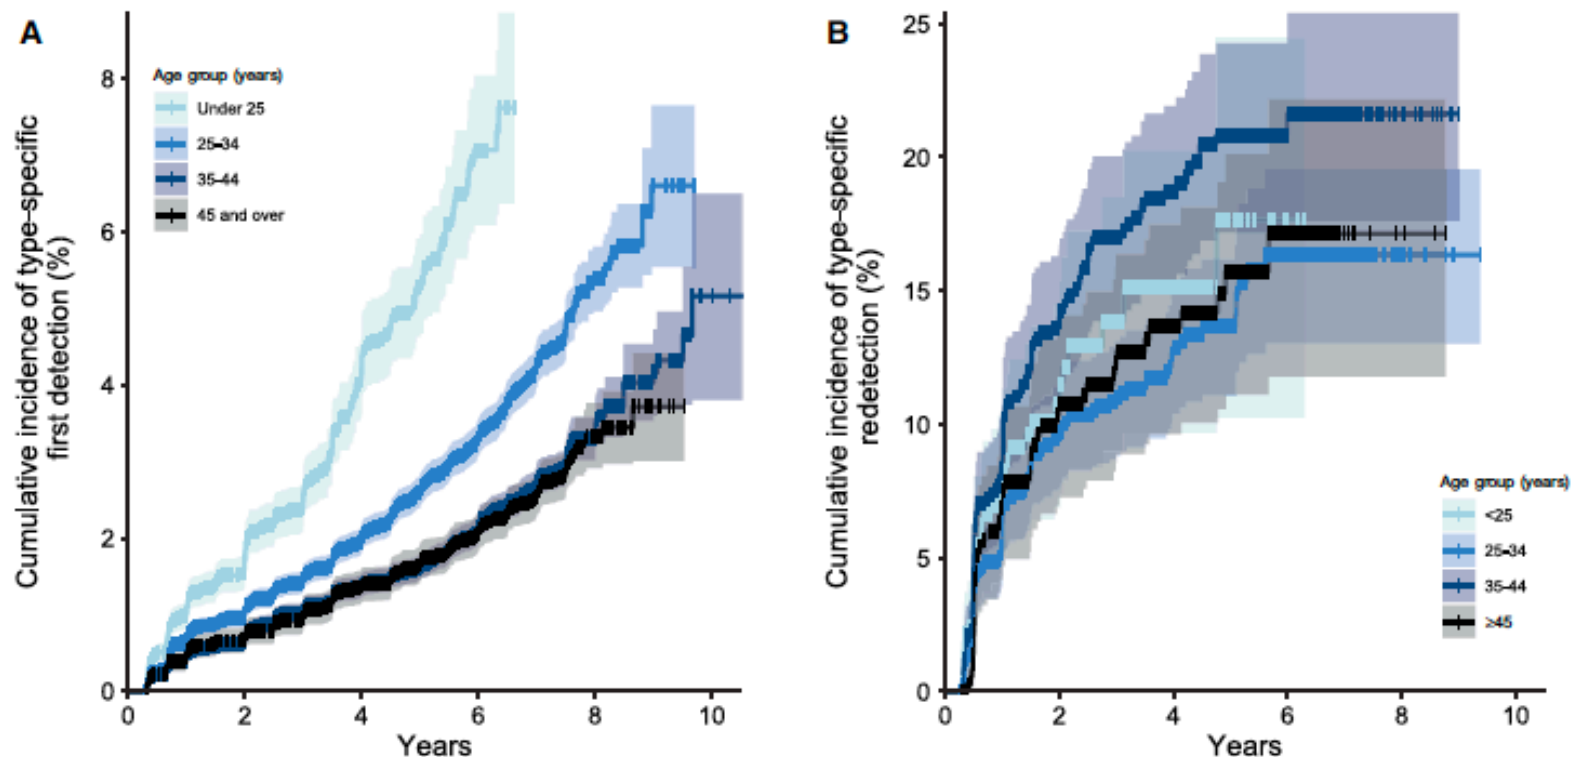 A
Cumulative incidence of type-specific
first detection (%)
Age group (years)
Under 25
25–34
35–44
45 and over
8
6
4
2
0
0 2 4 6 8 10
Years
B
Cumulative incidence of type-specific
redetection (%)
25
20
15
10
5
0
0 2 4 6 8 10
Years
Age group (years)
<25
25–34
35–44
≥45